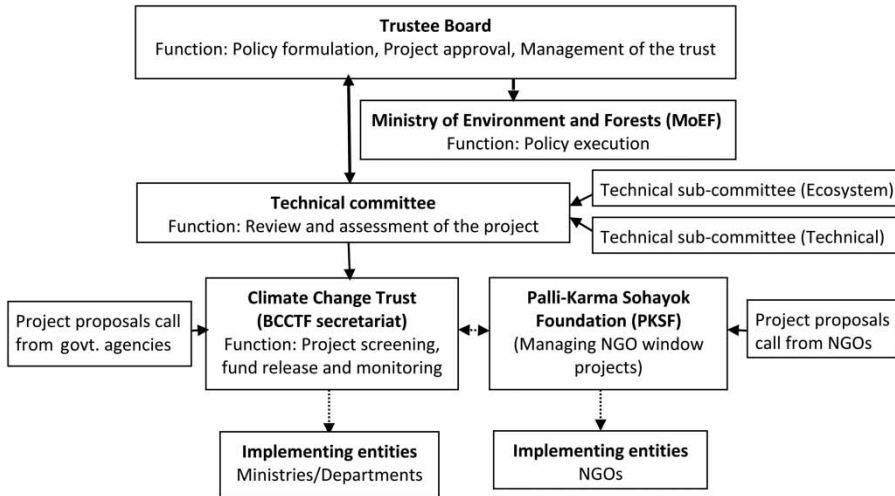 Trustee Board
Function: Policy formulation, Project approval, Management of the trust
Ministry of Environment and Forests (MoEF)
Function: Policy execution
Technical committee
Function: Review and assessment of the project
Technical sub-committee (Ecosystem)
Technical sub-committee (Technical)
Project proposals call
from govt. agencies
Climate Change Trust
(BCCTF secretariat)
Function: Project screening,
fund release and monitoring
Palli-Karma Sohayok
Foundation (PKSF)
(Managing NGO window
projects)
Project proposals
call from NGOs
Implementing entities
Ministries/Departments
Implementing entities
NGOs